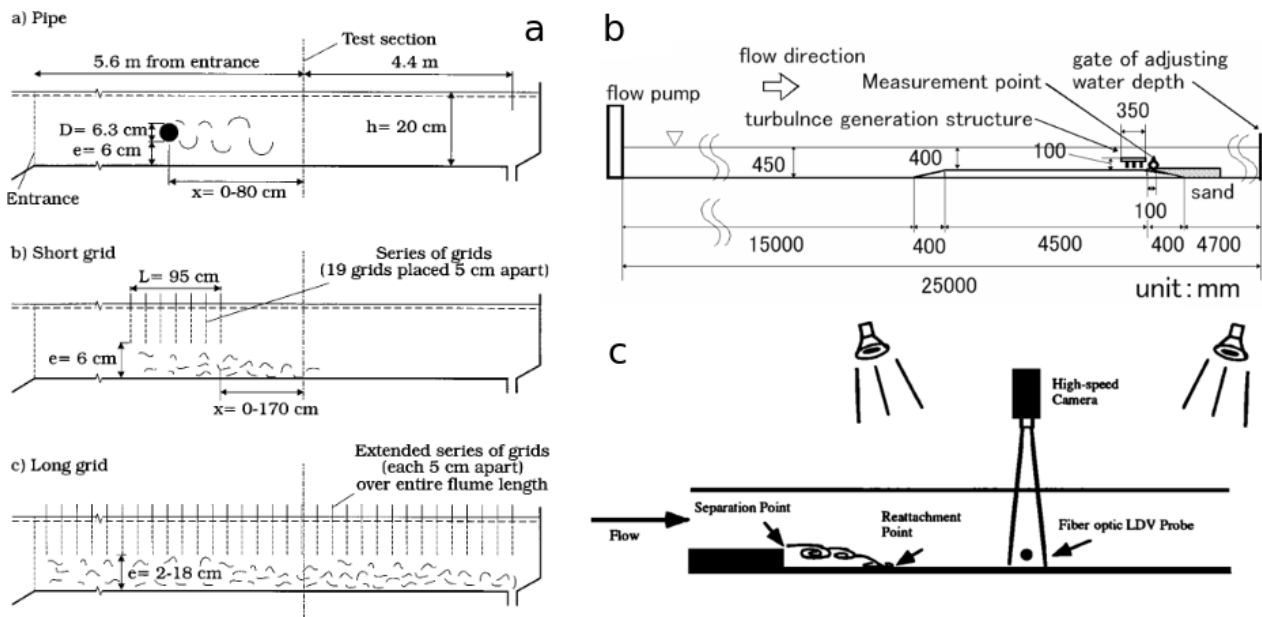 a
a) Pipe
Test section
5.6 m from entrance
4.4 m
D= 6.3 cm
e= 6 cm
h= 20 cm
Entrance
x= 0-80 cm
b) Short grid
Series of grids
(19 grids placed 5 cm apart)
L= 95 cm
e= 6 cm
x= 0-170 cm
c) Long grid
Extended series of grids
(each 5 cm apart)
over entire flume length
e= 2-18 cm
b
flow direction
gate of adjusting
water depth
Measurement point
flow pump
350
turbulnce generation structure
100
450
400
sand
100
15000
400
4500
400
4700
25000
unit:mm
c
High-speed
Camera
Separation Point
Reattachment
Point
Fiber optic LDV Probe
Flow